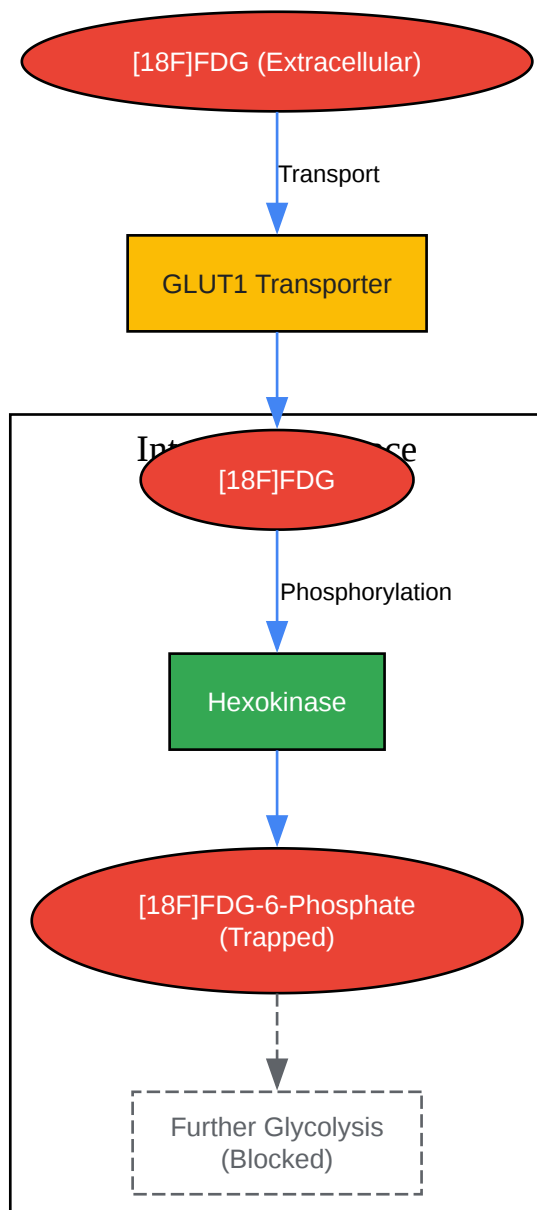 [18F]FDG (Extracellular)
Transport
GLUT1 Transporter
[18F]FDG
Phosphorylation
Hexokinase
[18F]FDG-6-Phosphate
(Trapped)
Further Glycolysis
(Blocked)